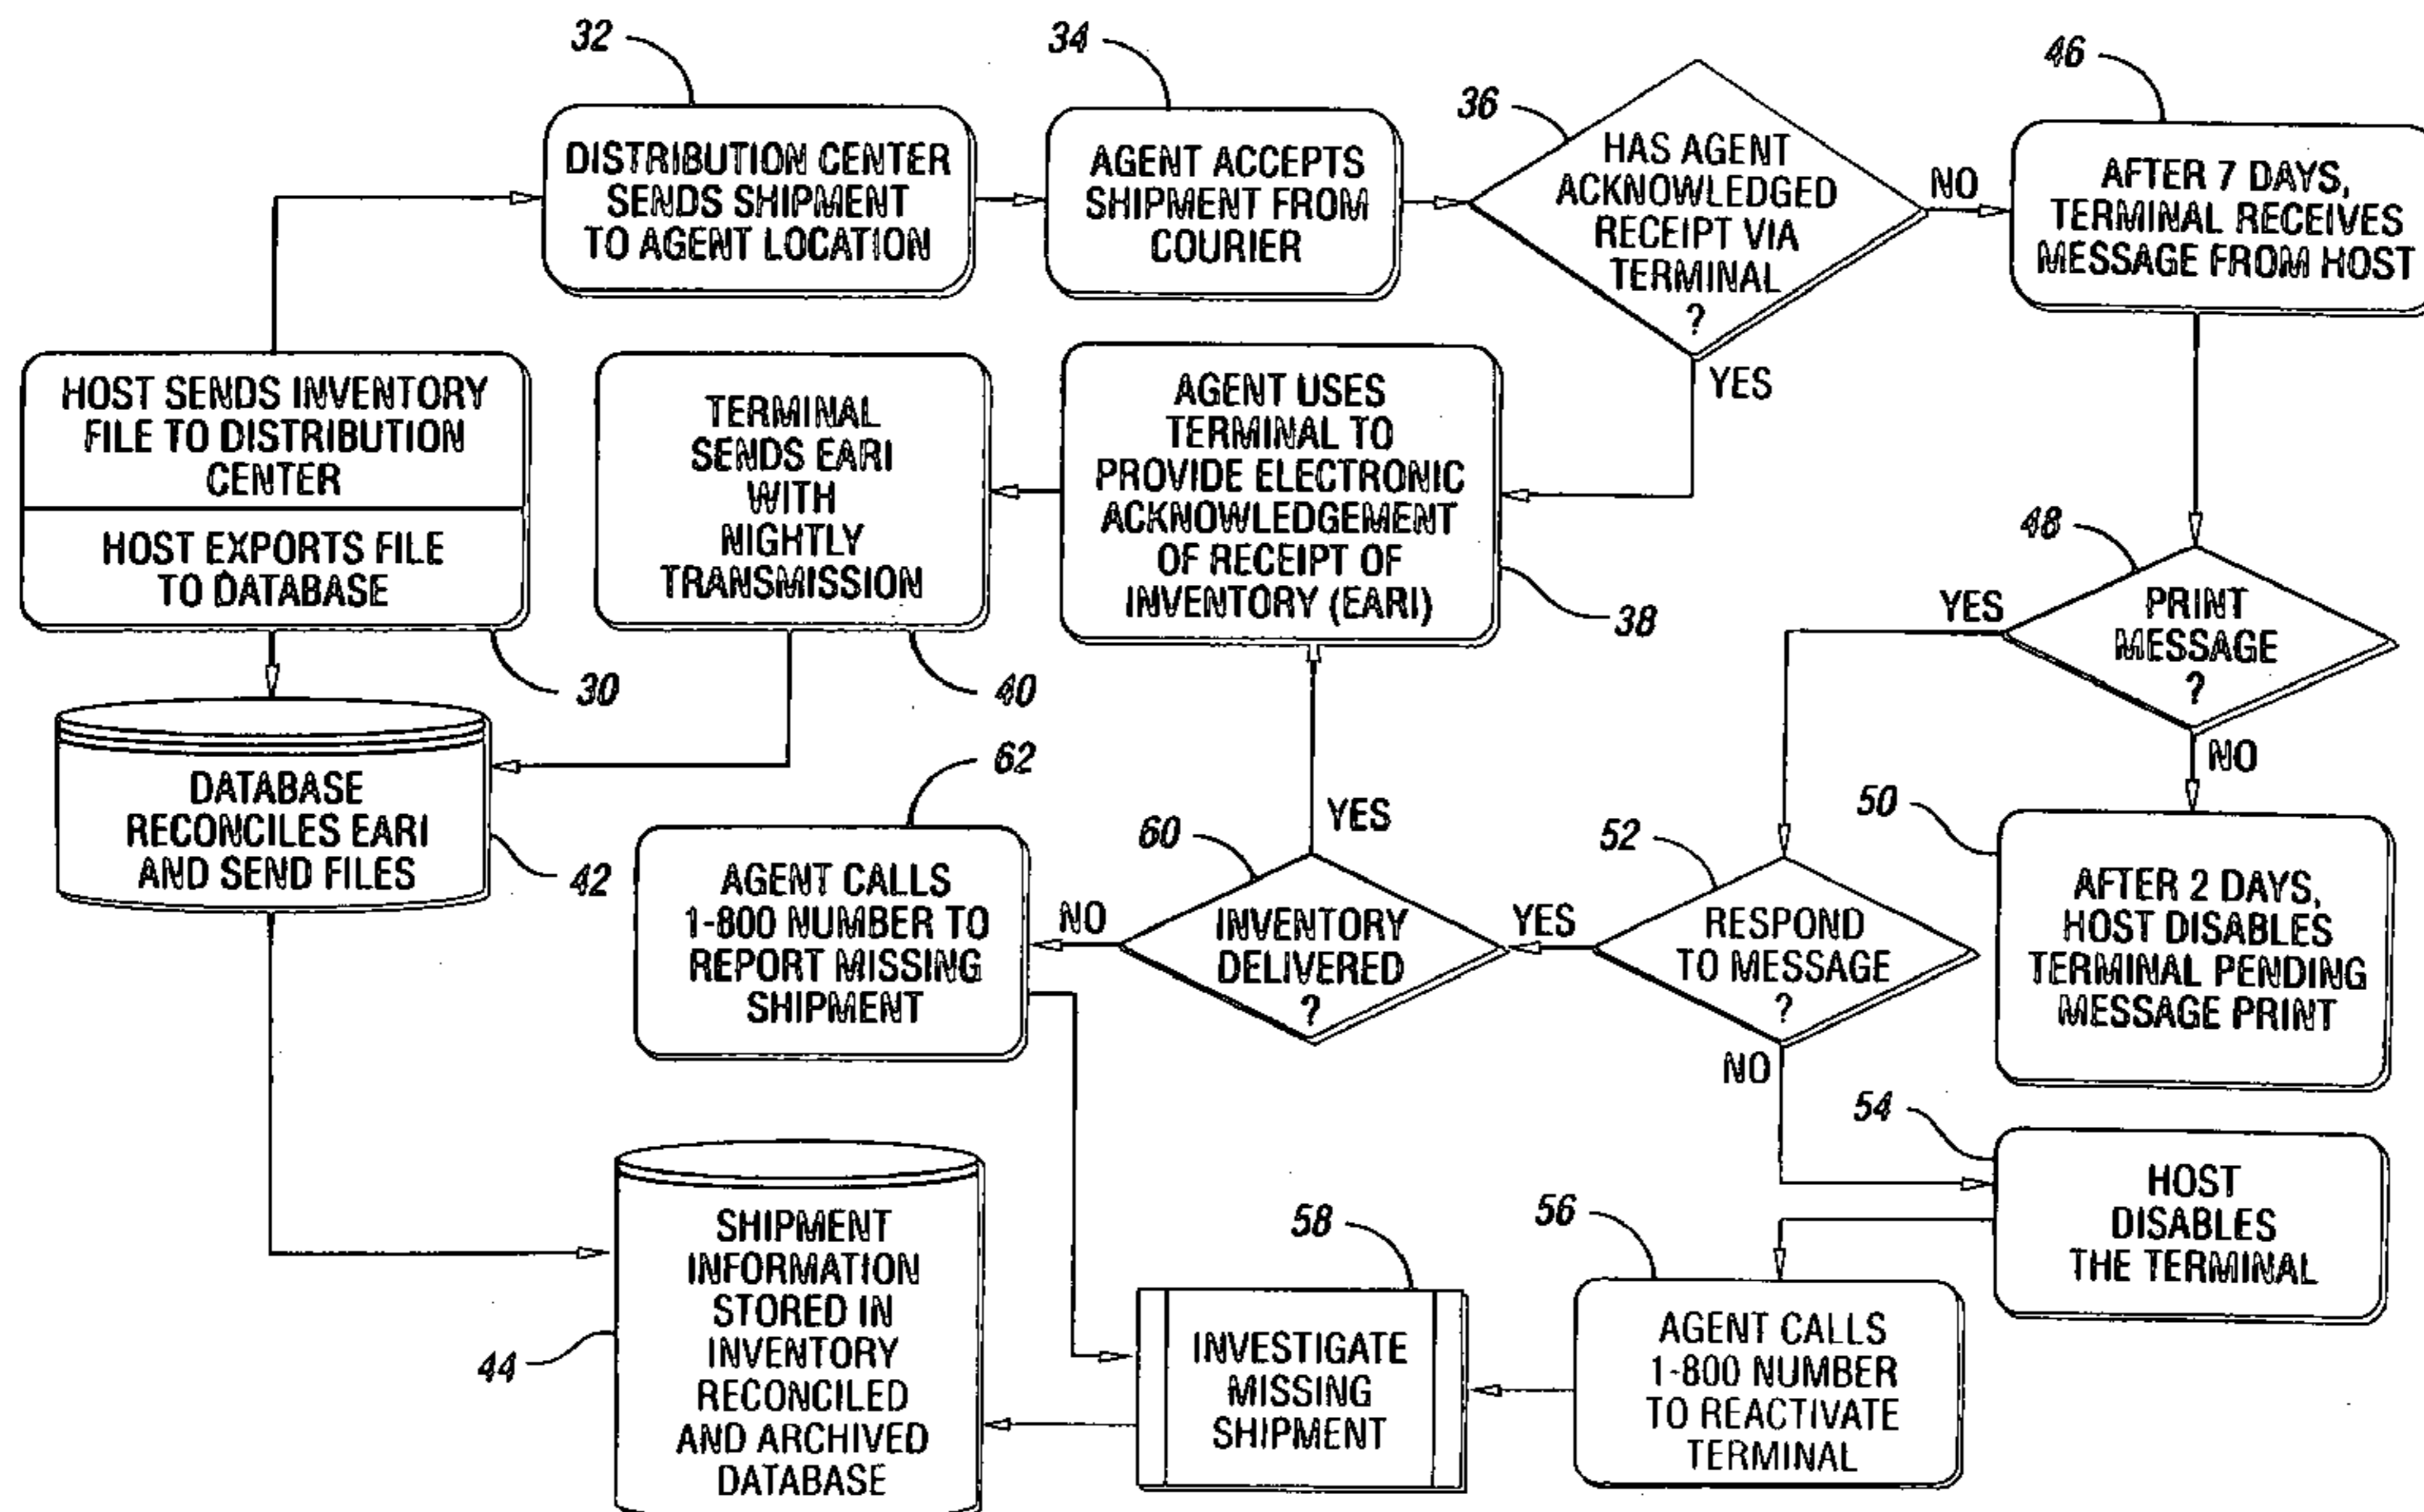 32
DISTRIBUTION CENTER
SENDS SHIPMENT
TO AGENT LOCATION
34
AGENT ACCEPTS
SHIPMENT FROM
COURIER
36
HAS AGENT
ACKNOWLEDGED
RECEIPT VIA
TERMINAL
?
NO
YES
46
AFTER 7 DAYS,
TERMINAL RECEIVES
MESSAGE FROM HOST
HOST SENDS INVENTORY
FILE TO DISTRIBUTION
CENTER
HOST EXPORTS FILE
TO DATABASE
30
TERMINAL
SENDS EARI
WITH
NIGHTLY
TRANSMISSION
40
AGENT USES
TERMINAL TO
PROVIDE ELECTRONIC
ACKNOWLEDGEMENT
OF RECEIPT OF
INVENTORY (EARI)
38
48
PRINT
MESSAGE
?
YES
NO
DATABASE
RECONCILES EARI
AND SEND FILES
42
62
AGENT CALLS
1-800 NUMBER TO
REPORT MISSING
SHIPMENT
60
INVENTORY
DELIVERED
?
YES
NO
52
RESPOND
TO MESSAGE
?
YES
NO
50
AFTER 2 DAYS,
HOST DISABLES
TERMINAL PENDING
MESSAGE PRINT
54
HOST
DISABLES
THE TERMINAL
44
SHIPMENT
INFORMATION
STORED IN
INVENTORY
RECONCILED
AND ARCHIVED
DATABASE
58
INVESTIGATE
MISSING
SHIPMENT
56
AGENT CALLS
1-800 NUMBER
TO REACTIVATE
TERMINAL